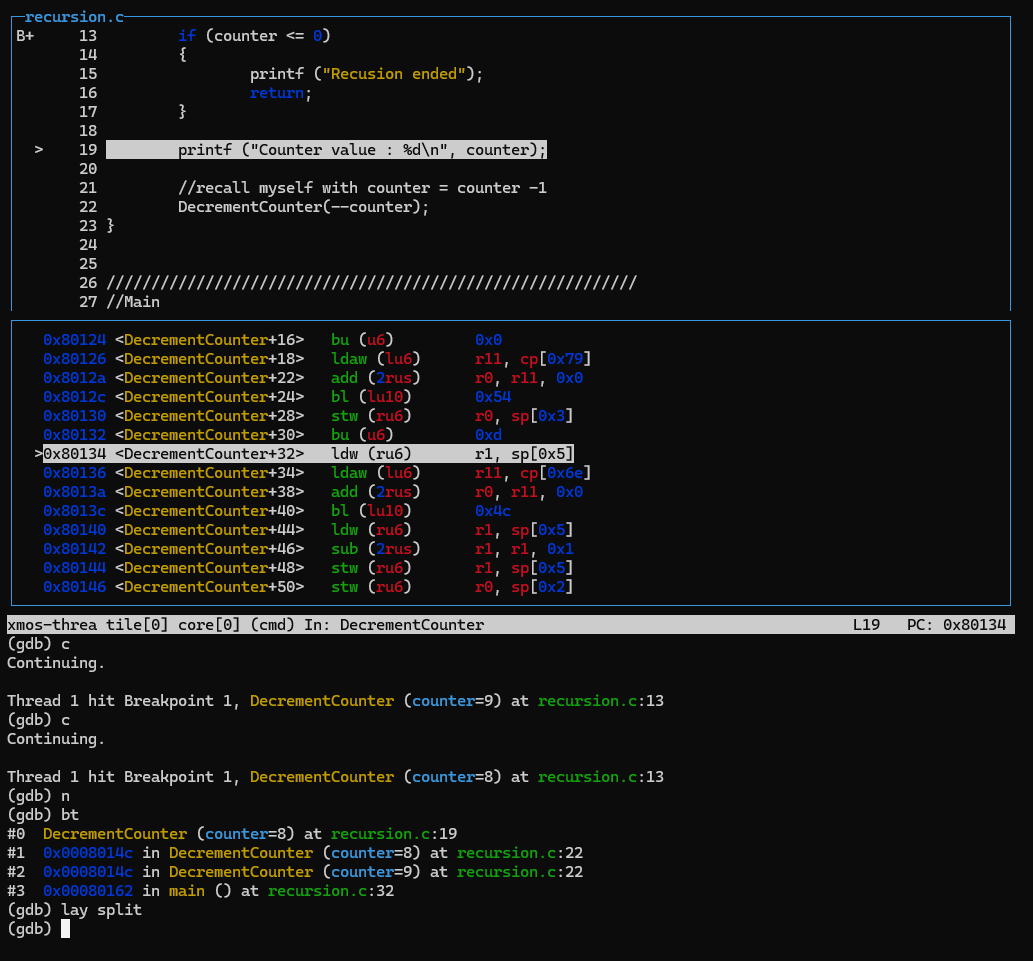 recursion.c
B+ 13 if (counter <= 0)
14 {
15 printf ("Recusion ended");
16 return;
17 }
18
> 19 printf ("Counter value : %d\n", counter);
20
21 //recall myself with counter = counter -1
22 DecrementCounter(--counter);
23 }
24
25
26 ///////////////////////////////////////////////////////////
27 //Main
0x80124 <DecrementCounter+16> bu (u6) 0x0
0x80126 <DecrementCounter+18> ldaw (lu6) r11, cp[0x79]
0x8012a <DecrementCounter+22> add (2rus) r0, r11, 0x0
0x8012c <DecrementCounter+24> bl (lu10) 0x54
0x80130 <DecrementCounter+28> stw (ru6) r0, sp[0x3]
0x80132 <DecrementCounter+30> bu (u6) 0xd
>0x80134 <DecrementCounter+32> ldw (ru6) r1, sp[0x5]
0x80136 <DecrementCounter+34> ldaw (lu6) r11, cp[0x6e]
0x8013a <DecrementCounter+38> add (2rus) r0, r11, 0x0
0x8013c <DecrementCounter+40> bl (lu10) 0x4c
0x80140 <DecrementCounter+44> ldw (ru6) r1, sp[0x5]
0x80142 <DecrementCounter+46> sub (2rus) r1, r1, 0x1
0x80144 <DecrementCounter+48> stw (ru6) r1, sp[0x5]
0x80146 <DecrementCounter+50> stw (ru6) r0, sp[0x2]
xmos-threa tile[0] core[0] (cmd) In: DecrementCounter L19 PC: 0x80134
(gdb) c
Continuing.
Thread 1 hit Breakpoint 1, DecrementCounter (counter=9) at recursion.c:13
(gdb) c
Continuing.
Thread 1 hit Breakpoint 1, DecrementCounter (counter=8) at recursion.c:13
(gdb) n
(gdb) bt
#0 DecrementCounter (counter=8) at recursion.c:19
#1 0x0008014c in DecrementCounter (counter=8) at recursion.c:22
#2 0x0008014c in DecrementCounter (counter=9) at recursion.c:22
#3 0x00080162 in main () at recursion.c:32
(gdb) lay split
(gdb)